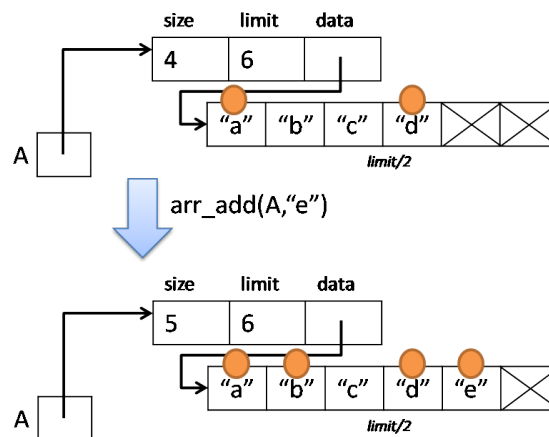 size limit data
4 6
“a” “b” “c” “d”
A
limit/2
arr_add(A,“e”)
size limit data
5 6
“a” “b” “c” “d” “e”
A
limit/2